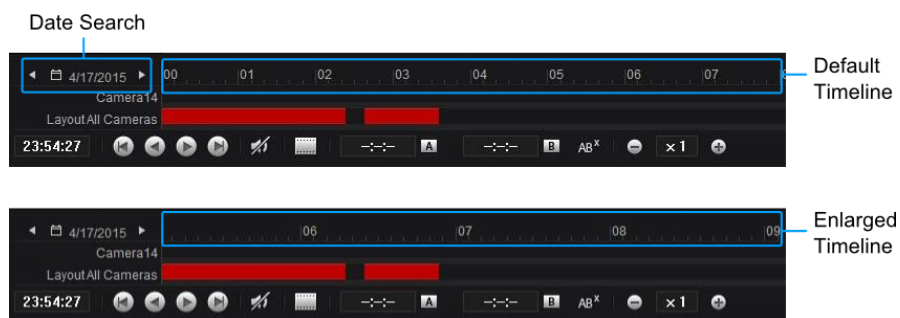 Date Search
4/17/2015 00 01 02 03 04 05 06 07
Default
Timeline
Camera14
Layout All Cameras
23:54:27 --:--:-- A --:--:-- B ABX x 1
4/17/2015 06 07 08 09
Enlarged
Timeline
Camera14
Layout All Cameras
23:54:27 --:--:-- A --:--:-- B ABX x 1